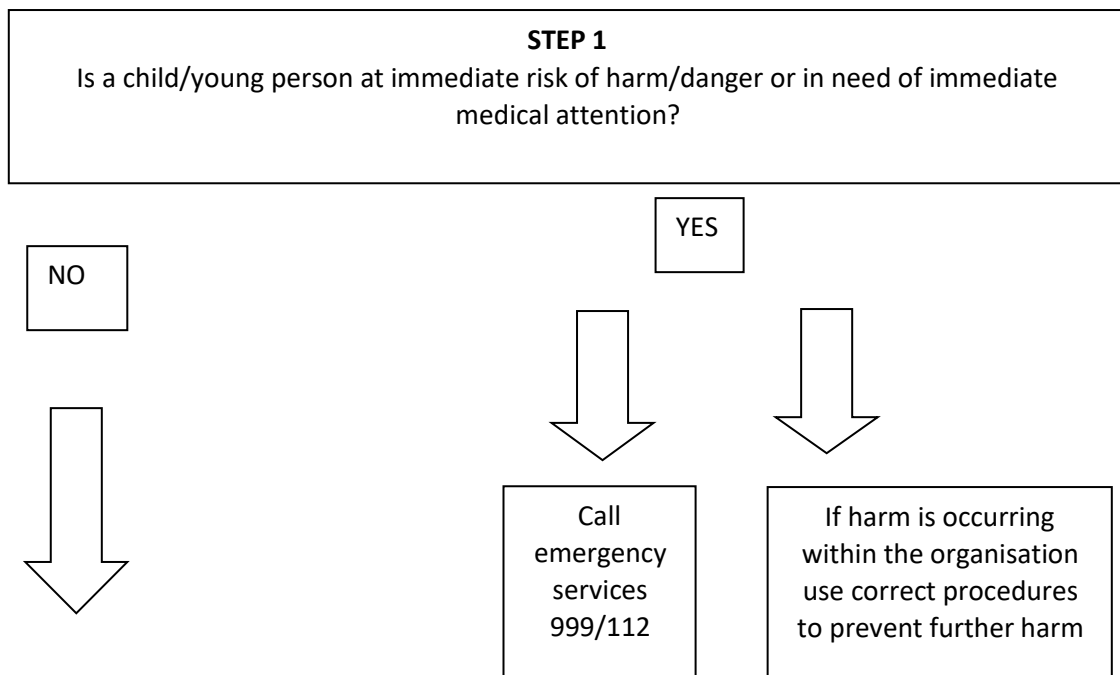 STEP 1
Is a child/young person at immediate risk of harm/danger or in need of immediate
medical attention?
YES
NO
Call
emergency
services
999/112
If harm is occurring
within the organisation
use correct procedures
to prevent further harm